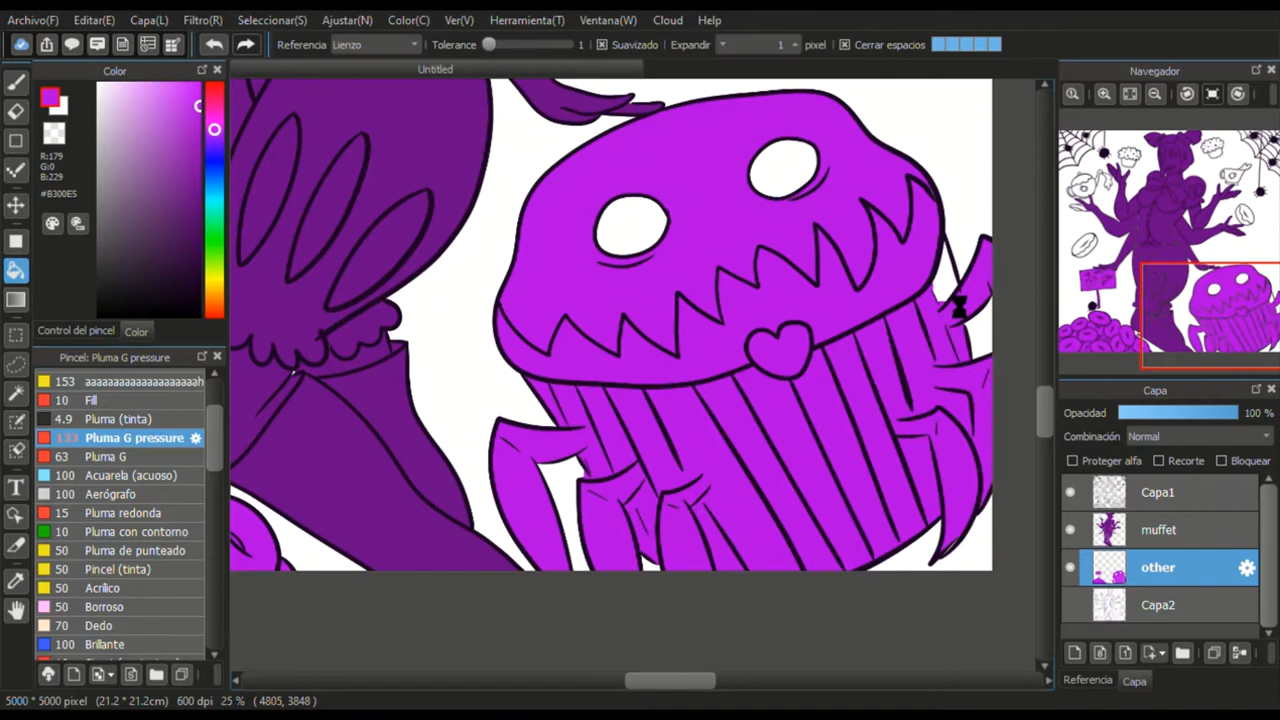 Archivo(F) Editar(E) Capa(L) Filtro(R) Seleccionar(S) Ajustar(N) Color(C) Ver(V) Herramienta(T) Ventana(W) Cloud Help
Referencia Lienzo Tolerance 1 Suavizado Expandir 1 pixel Cerrar espacios
Color
Untitled
Navegador
R:179
G:0
B:229
#B300E5
Control del pincel Color
Pincel: Pluma G pressure
153 aaaaaaaaaaaaaaaaaaah
10 Fill
4.9 Pluma (tinta)
133 Pluma G pressure
63 Pluma G
100 Acuarela (acuoso)
100 Aerógrafo
15 Pluma redonda
10 Pluma con contorno
50 Pluma de punteado
50 Pincel (tinta)
50 Acrílico
50 Borroso
70 Dedo
100 Brillante
Capa
Opacidad 100 %
Combinación Normal
Proteger alfa Recorte Bloquear
Capa1
muffet
other
Capa2
Referencia Capa
5000 * 5000 pixel (21.2 * 21.2cm) 600 dpi 25 % ( 4805, 3848 )